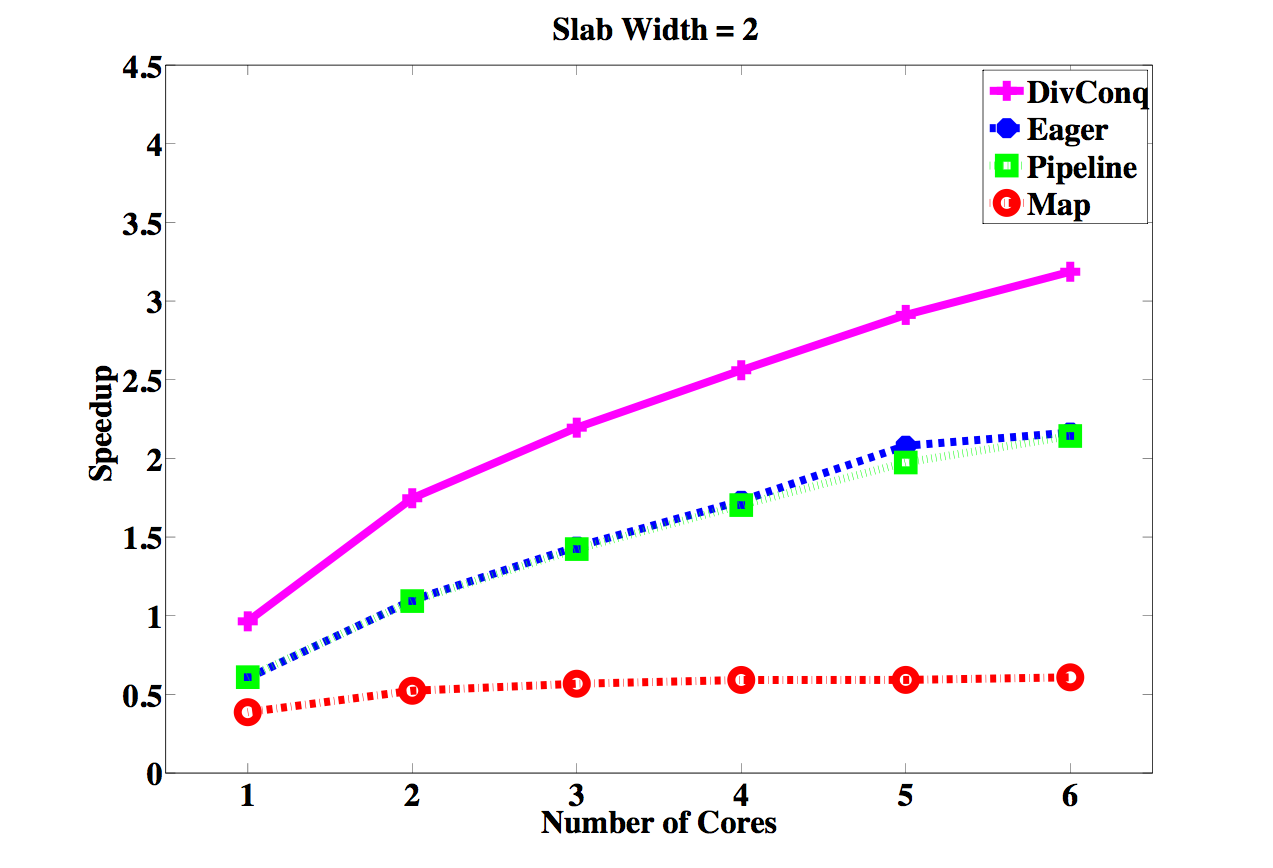 Slab Width = 2
4.5
4
3.5
3
2.5
2
1.5
1
0.5
0
Speedup
DivConq
Eager
Pipeline
Map
1 2 3 4 5 6
Number of Cores